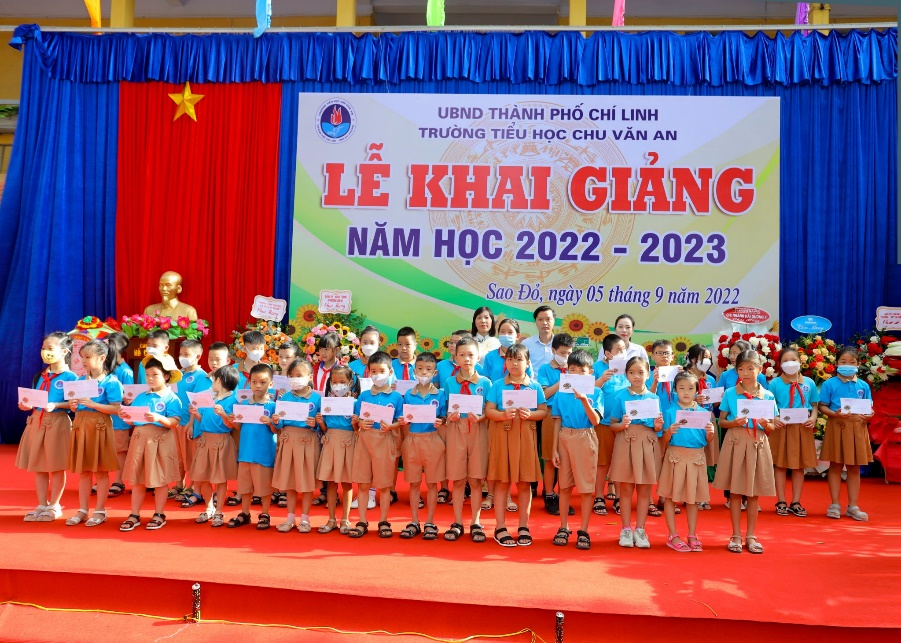 UBND THÀNH PHỐ CHÍ LINH
TRƯỜNG TIỂU HỌC CHU VĂN AN
LỄ KHAI GIẢNG
NĂM HỌC 2022 - 2023
Sao Đỏ, ngày 05 tháng 9 năm 2022